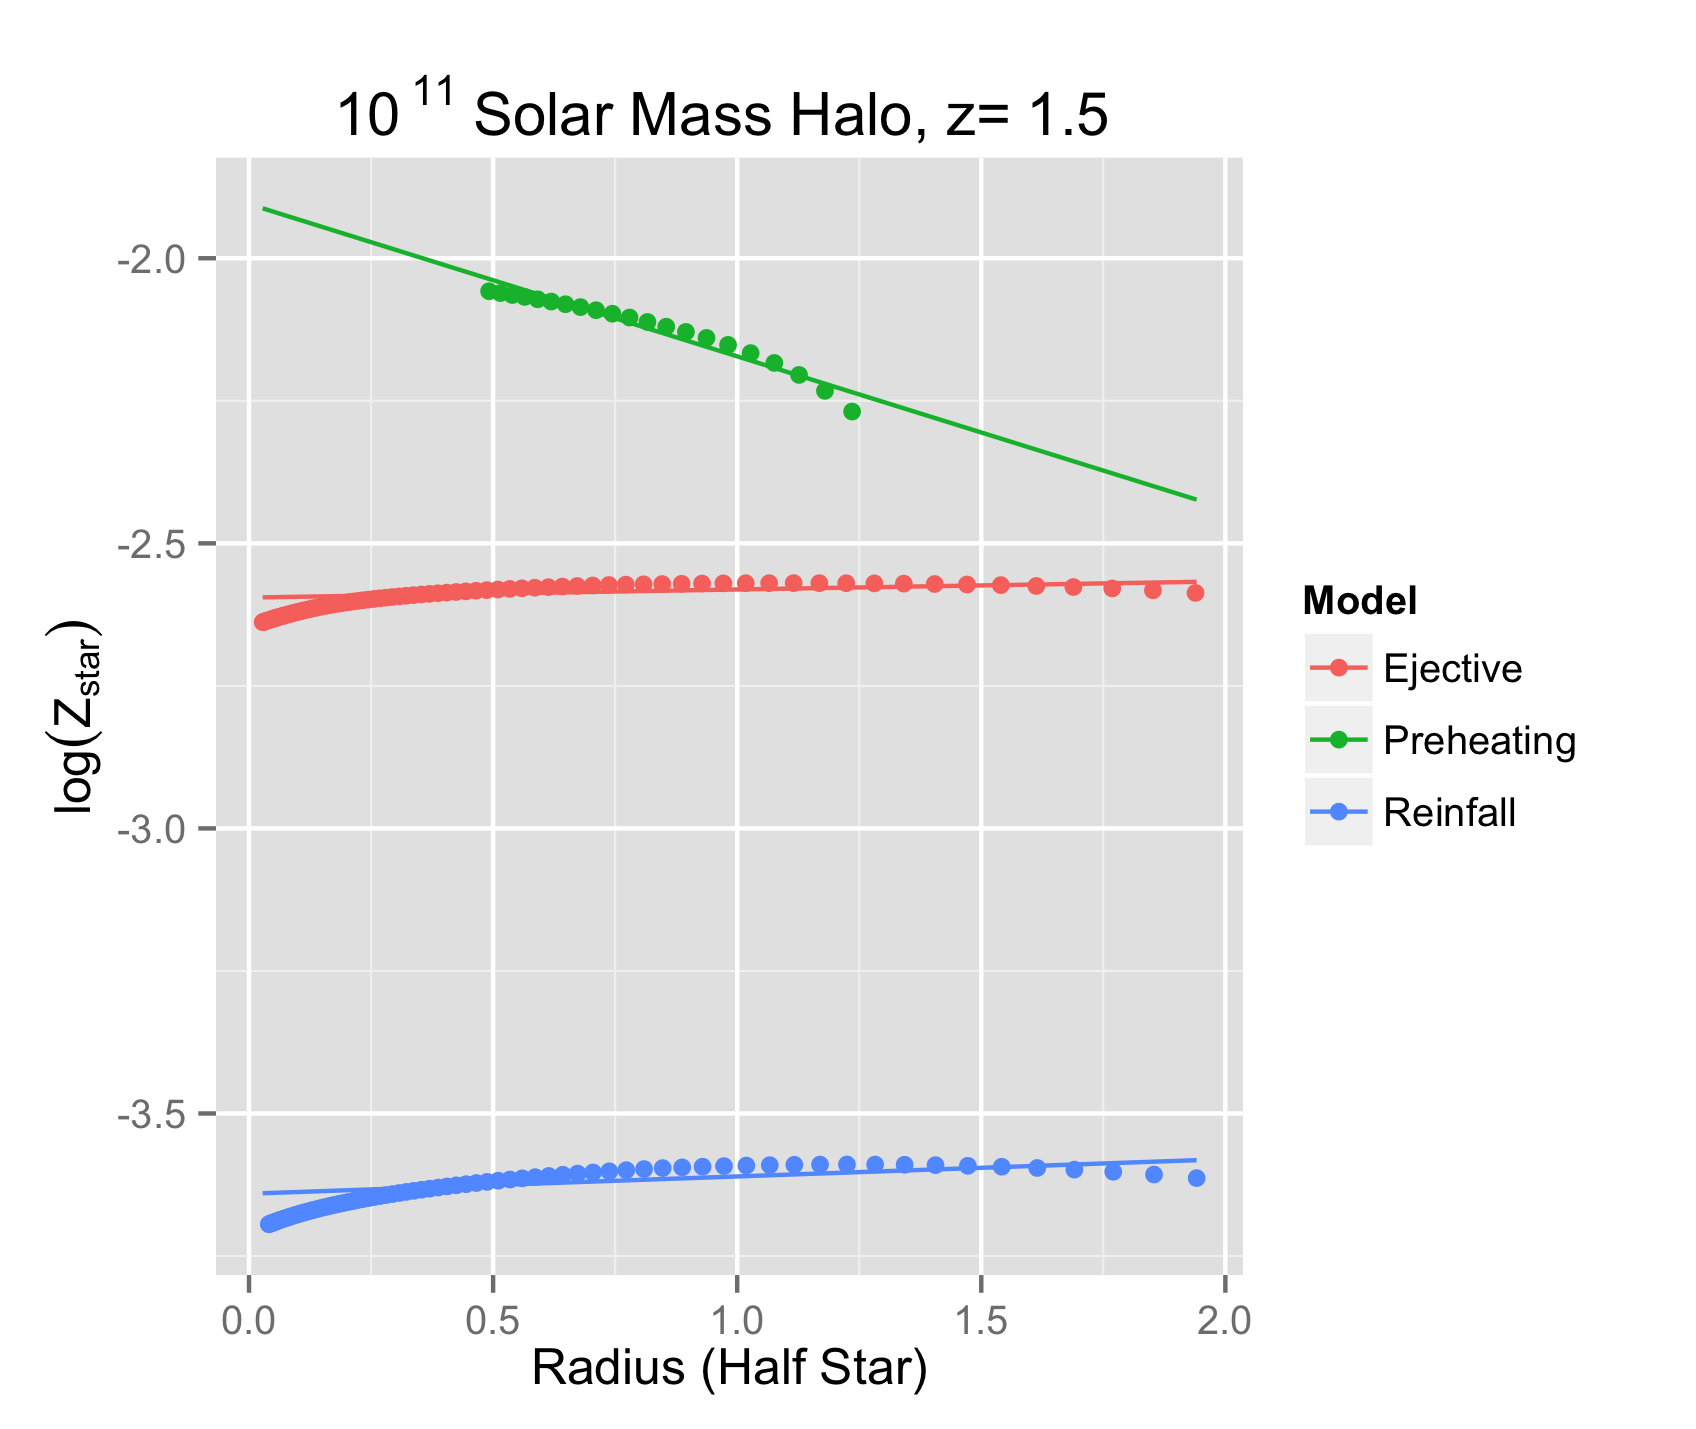 10 11 Solar Mass Halo, z= 1.5
log(Zstar)
-2.0
-2.5
-3.0
-3.5
0.0 0.5 1.0 1.5 2.0
Radius (Half Star)
Model
Ejective
Preheating
Reinfall